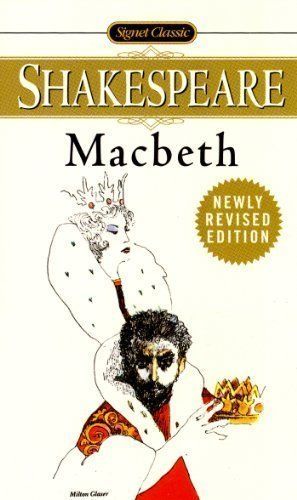 Signet Classic
SHAKESPEARE
Macbeth
NEWLY
REVISED
EDITION
Milton Glaser